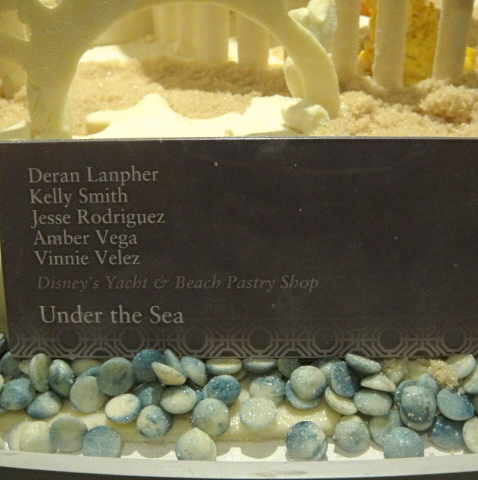 Deran Lanpher
Kelly Smith
Jesse Rodriguez
Amber Vega
Vinnie Velez
Disney's Yacht & Beach Pastry Shop
Under the Sea